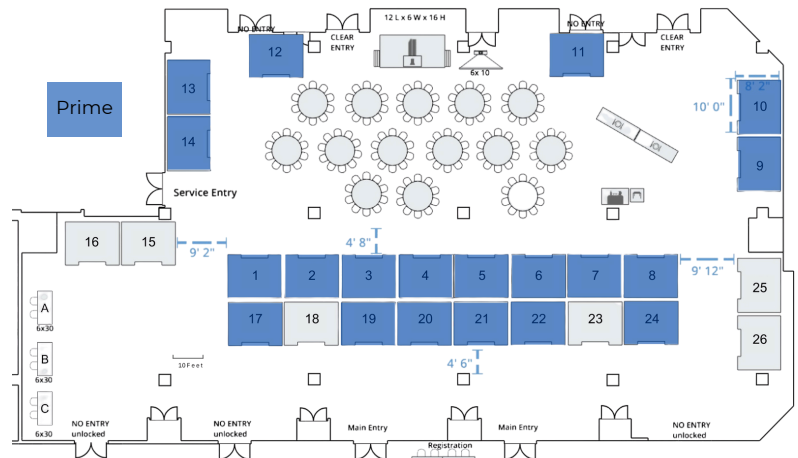 12 L x 6 W x 16 H
NO ENTRY
CLEAR
ENTRY
NO ENTRY
CLEAR
ENTRY
12
11
6x 10
13
8' 2"
Prime
10' 0"
10
14
9
Service Entry
16
15
9' 2"
4' 8"
9' 12"
1
2
3
4
5
6
7
8
25
17
18
19
20
21
22
23
24
26
A
6x30
B
6x30
C
6x30
10 Feet
4' 6"
NO ENTRY
unlocked
NO ENTRY
unlocked
Main Entry
Main Entry
NO ENTRY
unlocked
Registration